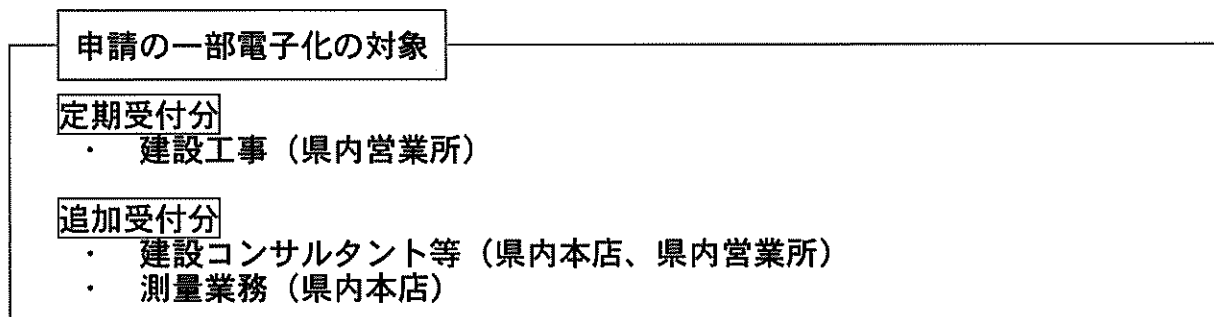 申請の一部電子化の対象
定期受付分
・ 建設工事（県内営業所）
追加受付分
・ 建設コンサルタント等（県内本店、県内営業所）
・ 測量業務（県内本店）